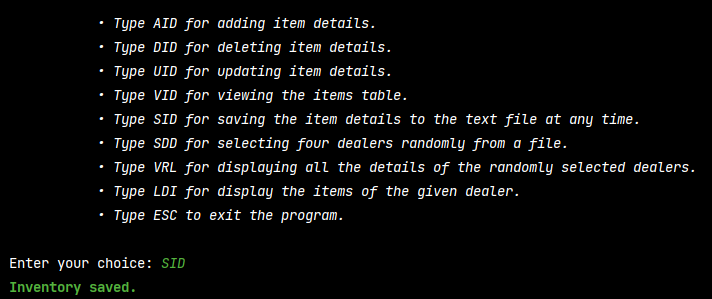 • Type AID for adding item details.
• Type DID for deleting item details.
• Type UID for updating item details.
• Type VID for viewing the items table.
• Type SID for saving the item details to the text file at any time.
• Type SDD for selecting four dealers randomly from a file.
• Type VRL for displaying all the details of the randomly selected dealers.
• Type LDI for display the items of the given dealer.
• Type ESC to exit the program.
Enter your choice: SID
Inventory saved.